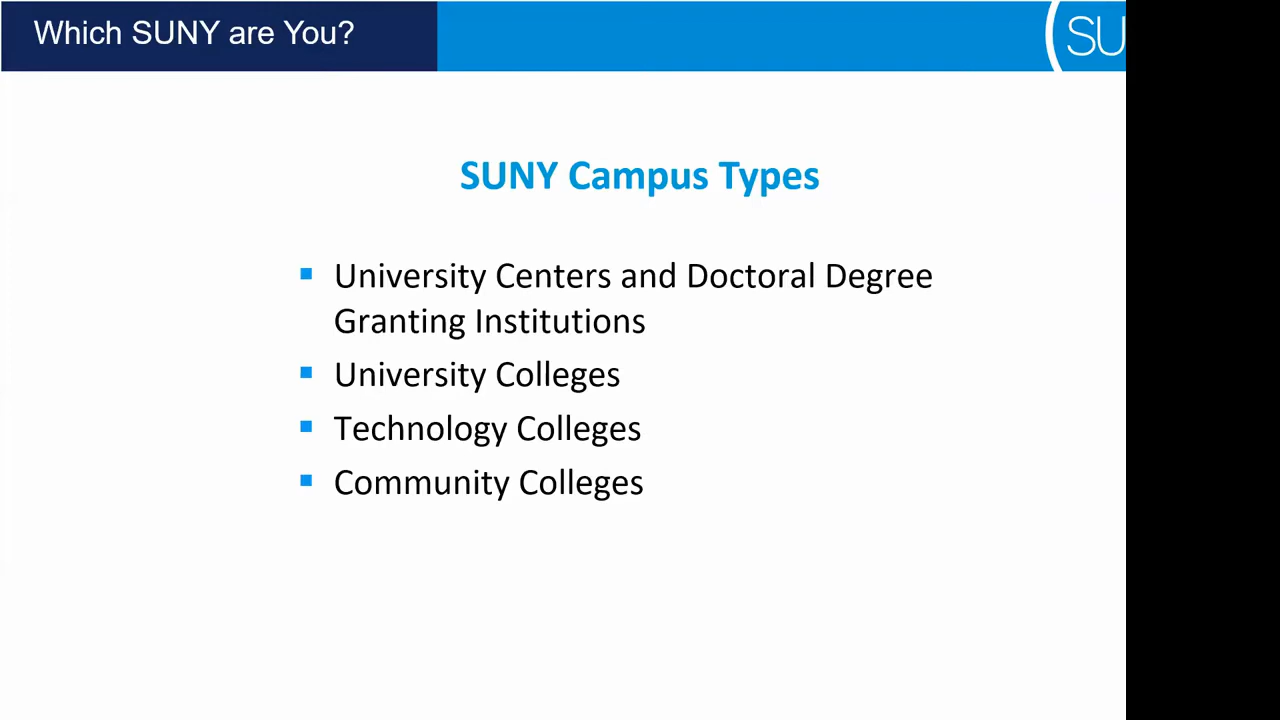 Which SUNY are You?
SU
SUNY Campus Types
University Centers and Doctoral Degree
Granting Institutions
University Colleges
Technology Colleges
Community Colleges